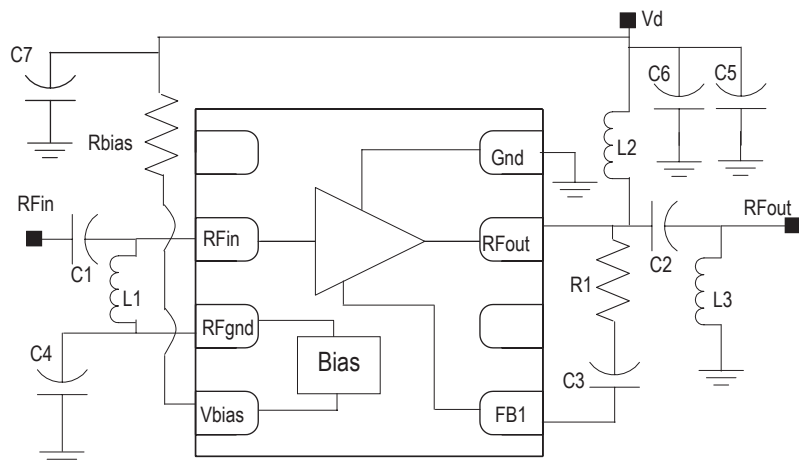 Vd
C7
C6
C5
Rbias
Gnd
L2
RFin
RFout
RFin
RFout
C1
C2
L1
R1
L3
RFgnd
C4
Bias
C3
Vbias
FB1